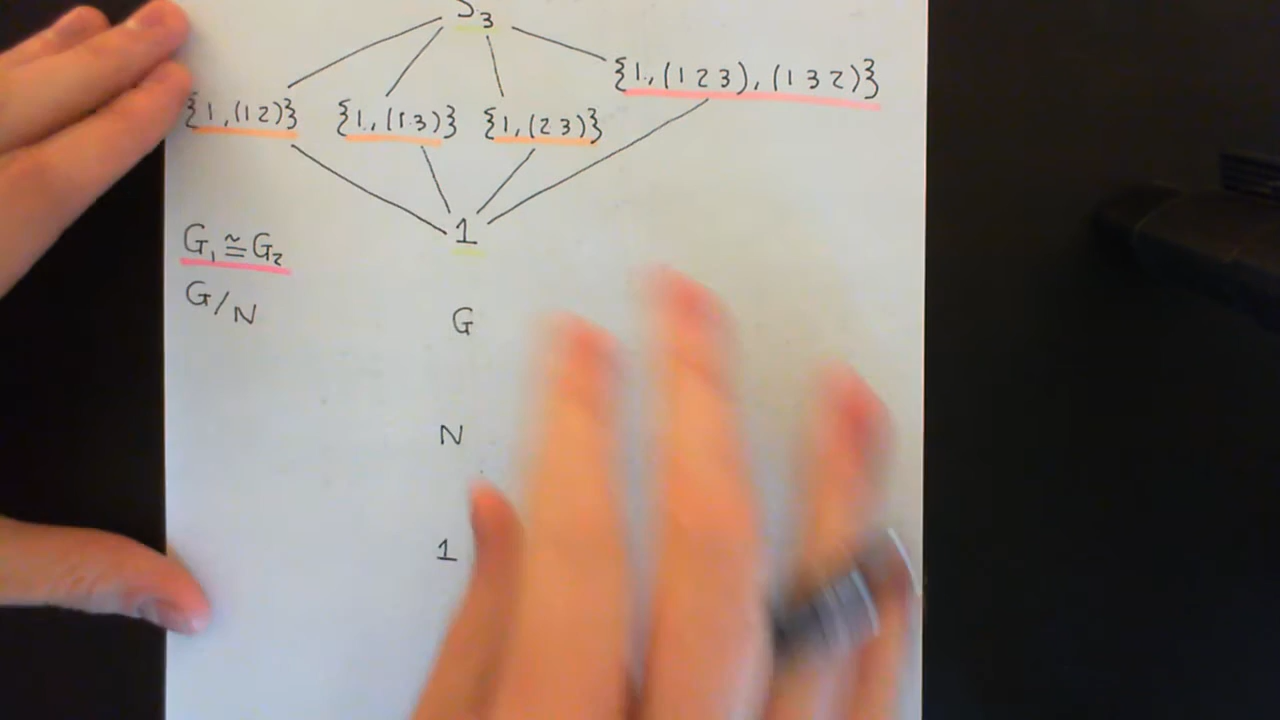 S₃
{1,(1 2)} {1,(1 3)} {1,(2 3)} {1,(1 2 3),(1 3 2)}
1
G₁≅G₂
G/N
G
N
1